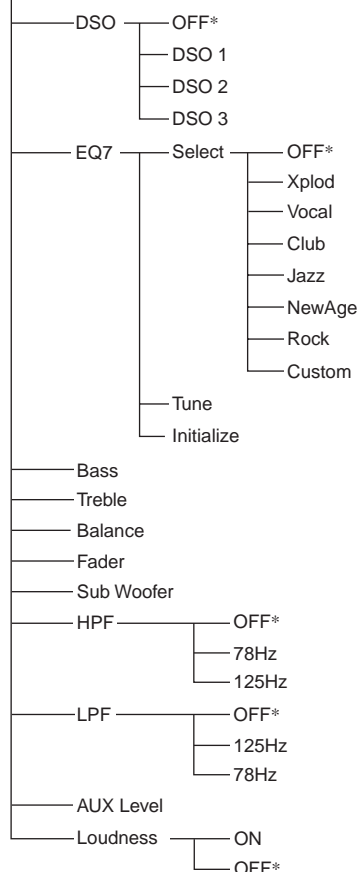 DSO OFF*
DSO 1
DSO 2
DSO 3
EQ7 Select OFF*
Xplod
Vocal
Club
Jazz
NewAge
Rock
Custom
Tune
Initialize
Bass
Treble
Balance
Fader
Sub Woofer
HPF OFF*
78Hz
125Hz
LPF OFF*
125Hz
78Hz
AUX Level
Loudness ON
OFF*